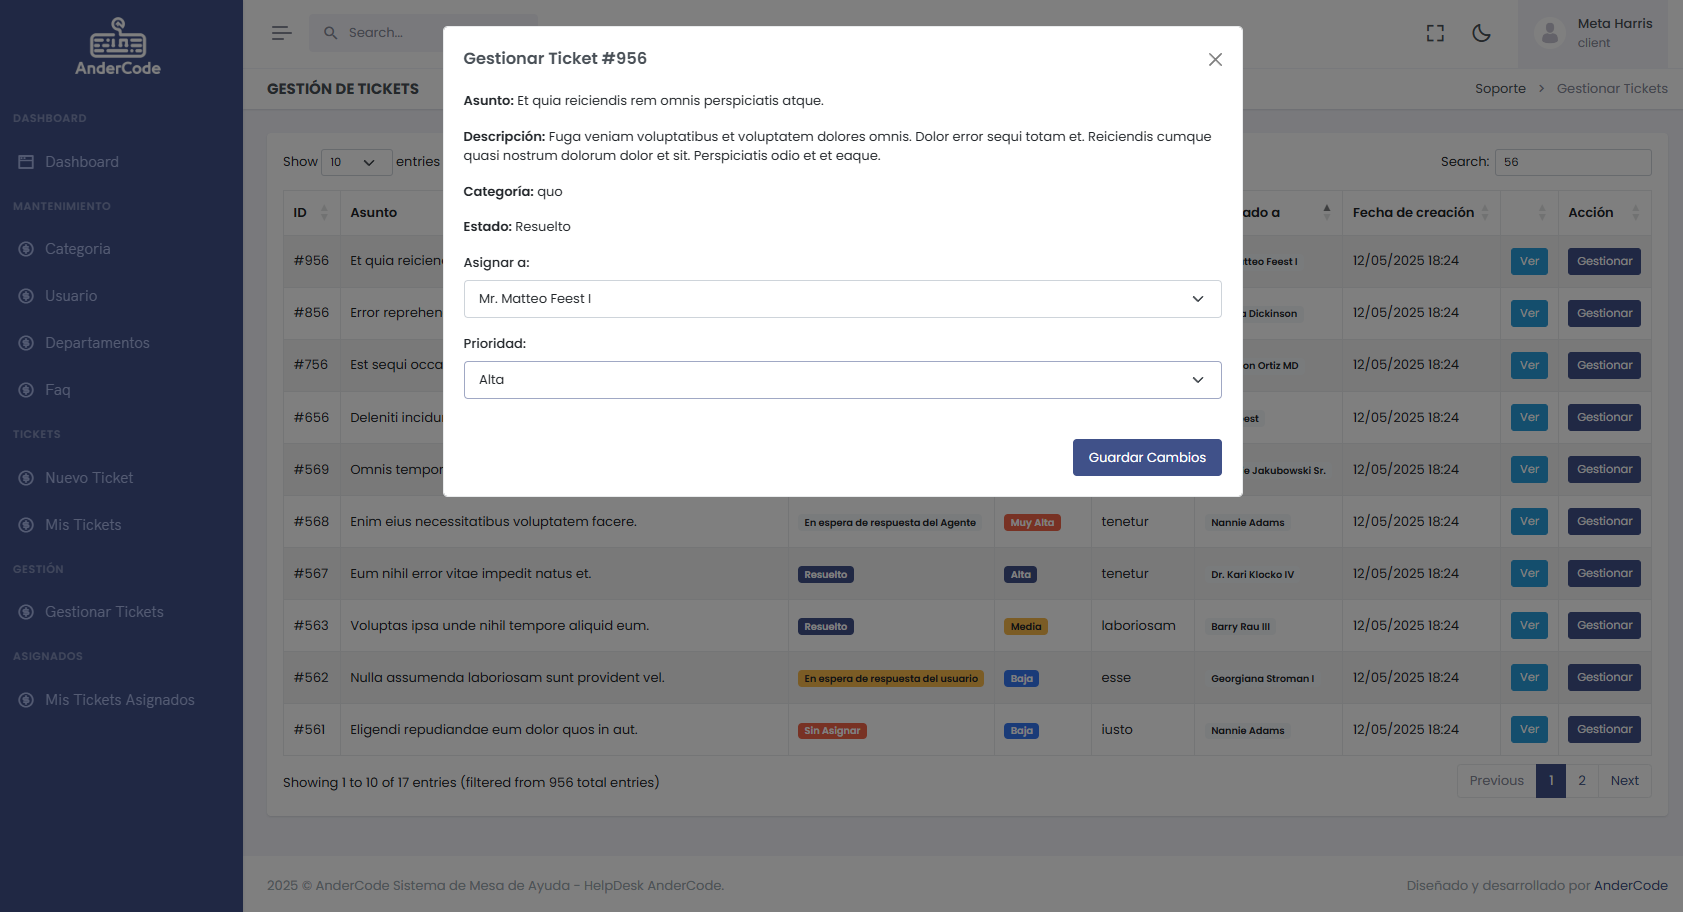 AnderCode
DASHBOARD
Dashboard
MANTENIMIENTO
Categoría
Usuario
Departamentos
Faq
TICKETS
Nuevo Ticket
Mis Tickets
GESTIÓN
Gestionar Tickets
ASIGNADOS
Mis Tickets Asignados
Search...
Meta Harris
client
GESTIÓN DE TICKETS
Soporte > Gestionar Tickets
Gestionar Ticket #956
Asunto: Et quia reiciendis rem omnis perspiciatis atque.
Descripción: Fuga veniam voluptatibus et voluptatem dolores omnis. Dolor error sequi totam et. Reiciendis cumque
quasi nostrum dolorum dolor et sit. Perspiciatis odio et et eaque.
Categoría: quo
Estado: Resuelto
Asignar a:
Mr. Matteo Feest I
Prioridad:
Alta
Guardar Cambios
Show 10 entries
Search: 56
ID Asunto ado a Fecha de creación Acción
#956 Et quia reicien tteo Feest I 12/05/2025 18:24 Ver Gestionar
#856 Error reprehen Dickinson 12/05/2025 18:24 Ver Gestionar
#756 Est sequi occa on Ortiz MD 12/05/2025 18:24 Ver Gestionar
#656 Deleniti incidu est 12/05/2025 18:24 Ver Gestionar
#569 Omnis tempor e Jakubowski Sr. 12/05/2025 18:24 Ver Gestionar
#568 Enim eius necessitatibus voluptatem facere. En espera de respuesta del Agente Muy Alta tenetur Nannie Adams 12/05/2025 18:24 Ver Gestionar
#567 Eum nihil error vitae impedit natus et. Resuelto Alta tenetur Dr. Kari Klocko IV 12/05/2025 18:24 Ver Gestionar
#563 Voluptas ipsa unde nihil tempore aliquid eum. Resuelto Media laboriosam Barry Rau III 12/05/2025 18:24 Ver Gestionar
#562 Nulla assumenda laboriosam sunt provident vel. En espera de respuesta del usuario Baja esse Georgiana Stroman I 12/05/2025 18:24 Ver Gestionar
#561 Eligendi repudiandae eum dolor quos in aut. Sin Asignar Baja iusto Nannie Adams 12/05/2025 18:24 Ver Gestionar
Showing 1 to 10 of 17 entries (filtered from 956 total entries)
Previous 1 2 Next
2025 © AnderCode Sistema de Mesa de Ayuda - HelpDesk AnderCode.
Diseñado y desarrollado por AnderCode